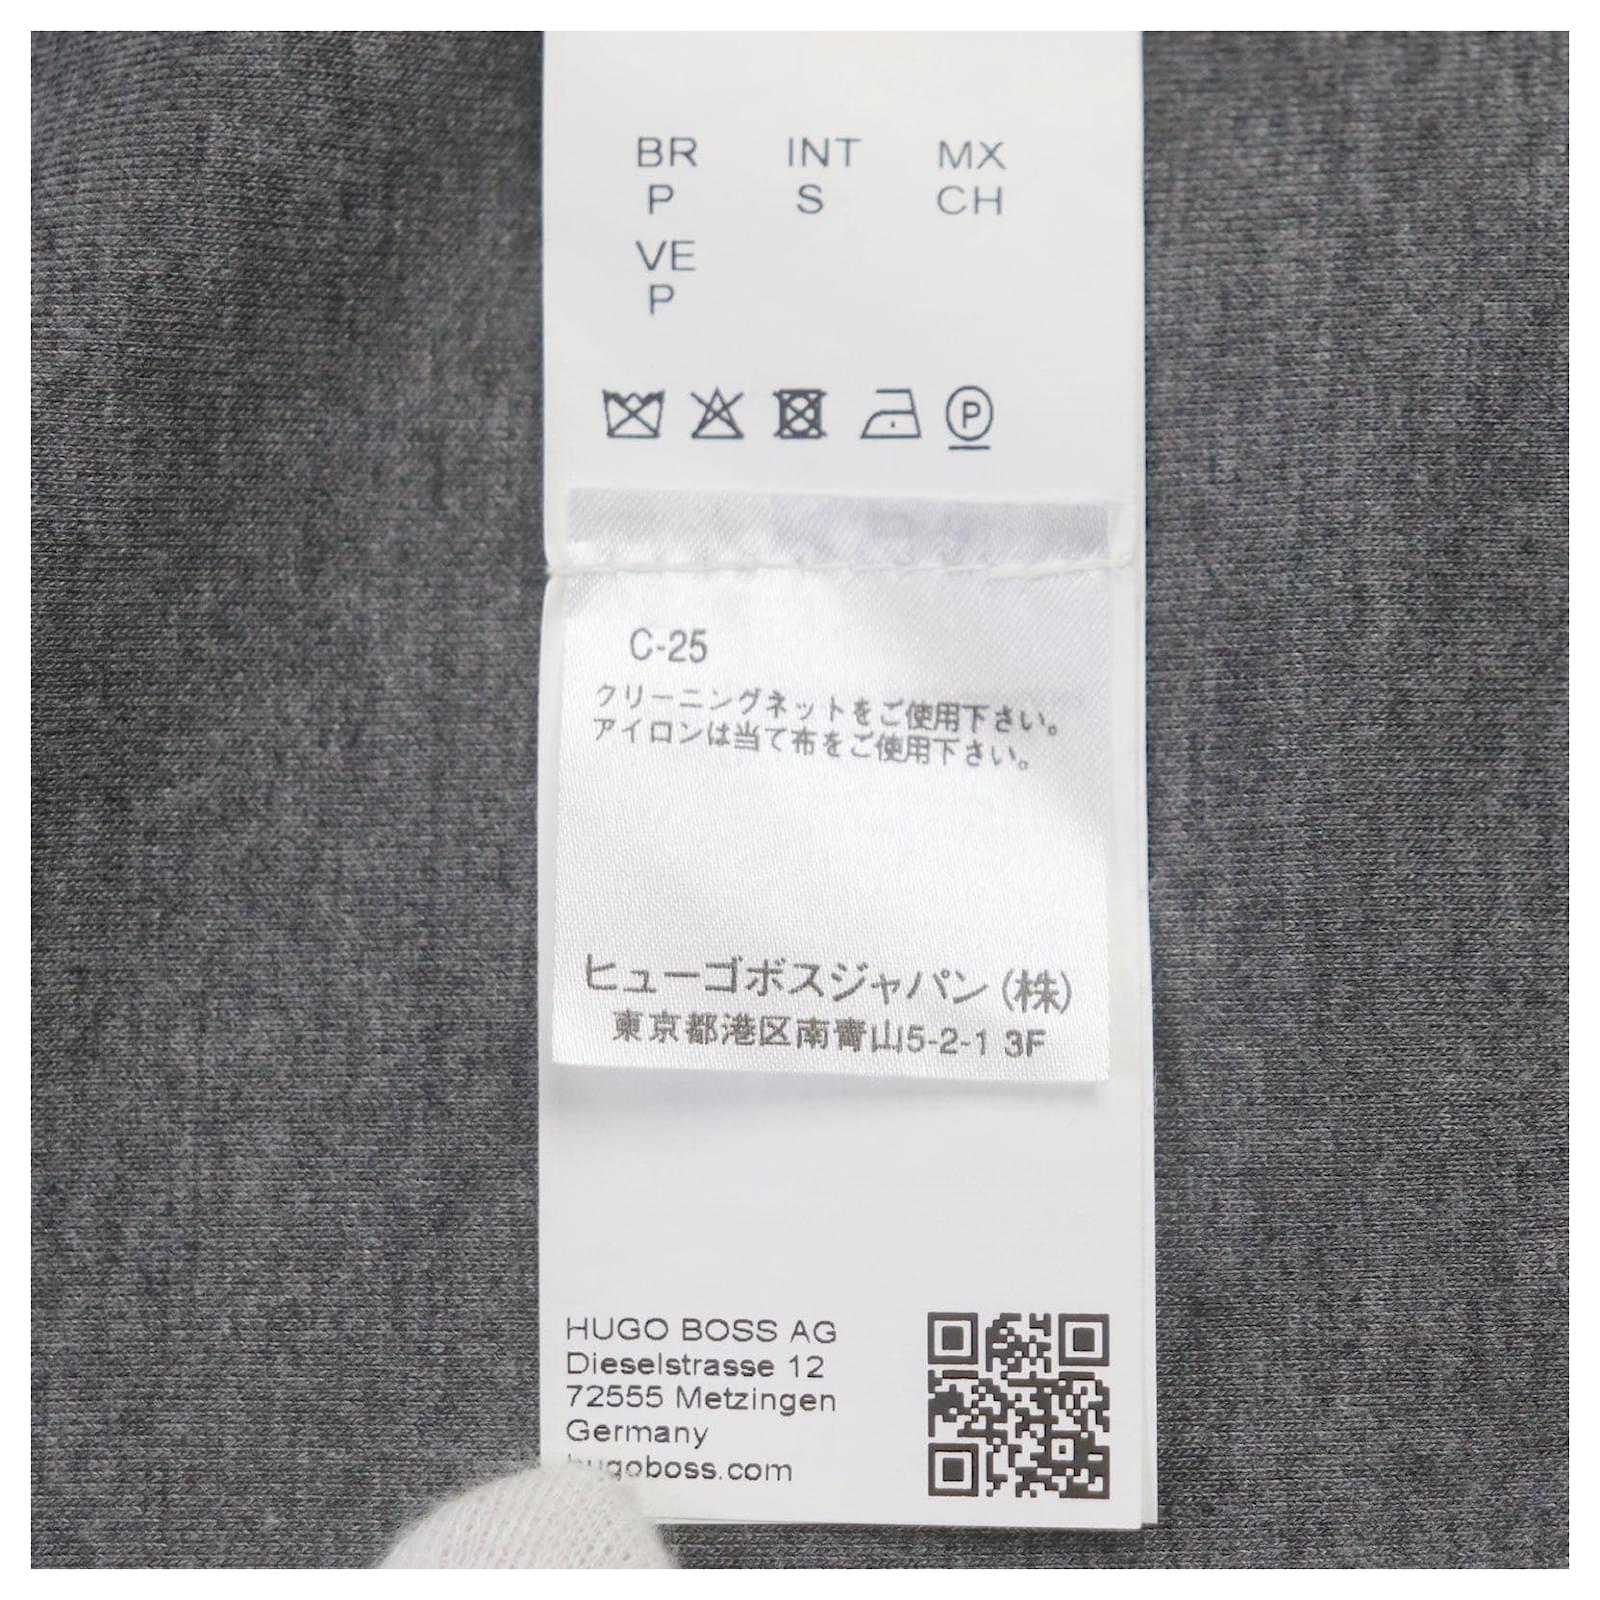 BR INT MX
P S CH
VE
P
P
C-25
クリーニングネットをご使用下さい。
アイロンは当て布をご使用下さい。
ヒューゴボスジャパン(株)
東京都港区南青山5-2-1 3F
HUGO BOSS AG
Dieselstrasse 12
72555 Metzingen
Germany
hugoboss.com